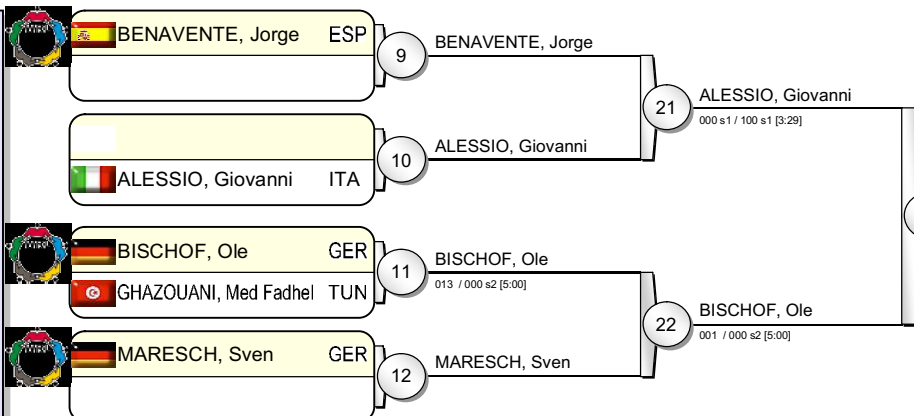 BENAVENTE, Jorge ESP
9
BENAVENTE, Jorge
21
ALESSIO, Giovanni
000 s1 / 100 s1 [3:29]
10
ALESSIO, Giovanni
ALESSIO, Giovanni ITA
BISCHOF, Ole GER
11
BISCHOF, Ole
013 / 000 s2 [5:00]
GHAZOUANI, Med Fadhel TUN
22
BISCHOF, Ole
001 / 000 s2 [5:00]
MARESCH, Sven GER
12
MARESCH, Sven